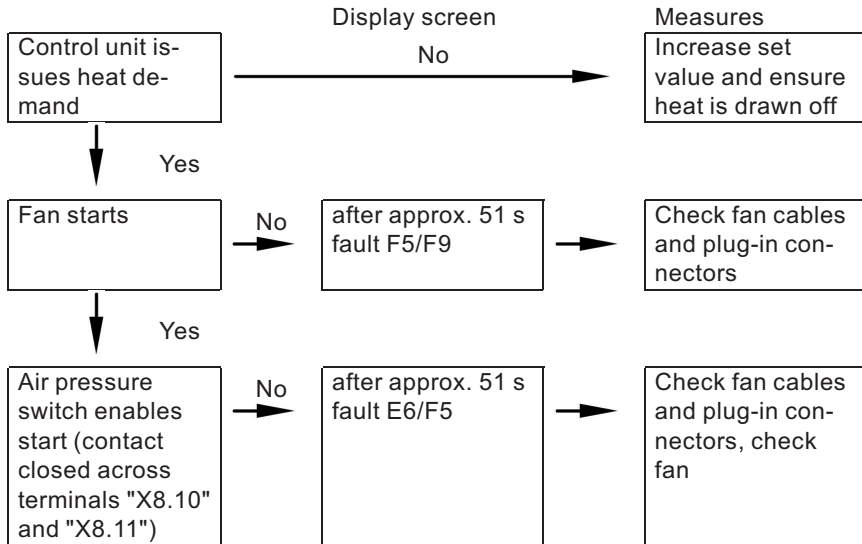 Display screen
Measures
Control unit is-
sues heat de-
mand
No
Increase set
value and ensure
heat is drawn off
Yes
Fan starts
No
after approx. 51 s
fault F5/F9
Check fan cables
and plug-in con-
nectors
Yes
Air pressure
switch enables
start (contact
closed across
terminals "X8.10"
and "X8.11")
No
after approx. 51 s
fault E6/F5
Check fan cables
and plug-in con-
nectors, check
fan